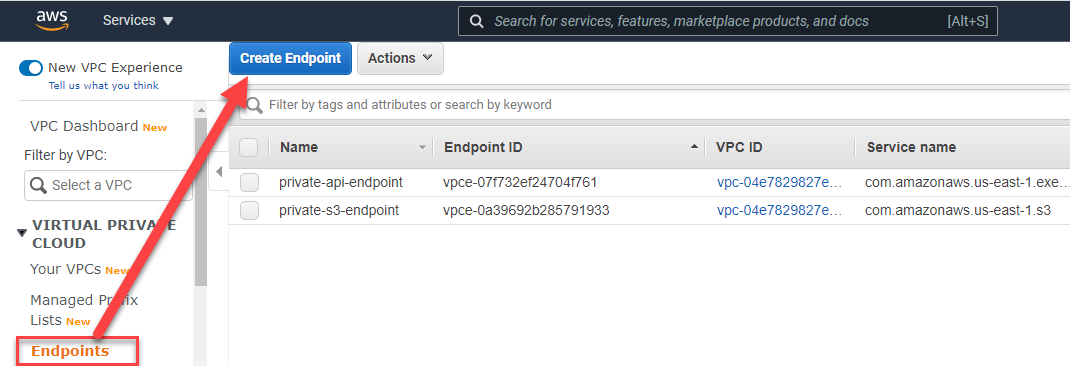 aws Services Search for services, features, marketplace products, and docs [Alt+S]
New VPC Experience
Tell us what you think
VPC Dashboard New
Filter by VPC:
Select a VPC
VIRTUAL PRIVATE
CLOUD
Your VPCs New
Managed Prefix
Lists New
Endpoints
Create Endpoint Actions
Filter by tags and attributes or search by keyword
Name Endpoint ID VPC ID Service name
private-api-endpoint vpce-07f732ef24704f761 vpc-04e7829827e... com.amazonaws.us-east-1.exe...
private-s3-endpoint vpce-0a39692b285791933 vpc-04e7829827e... com.amazonaws.us-east-1.s3